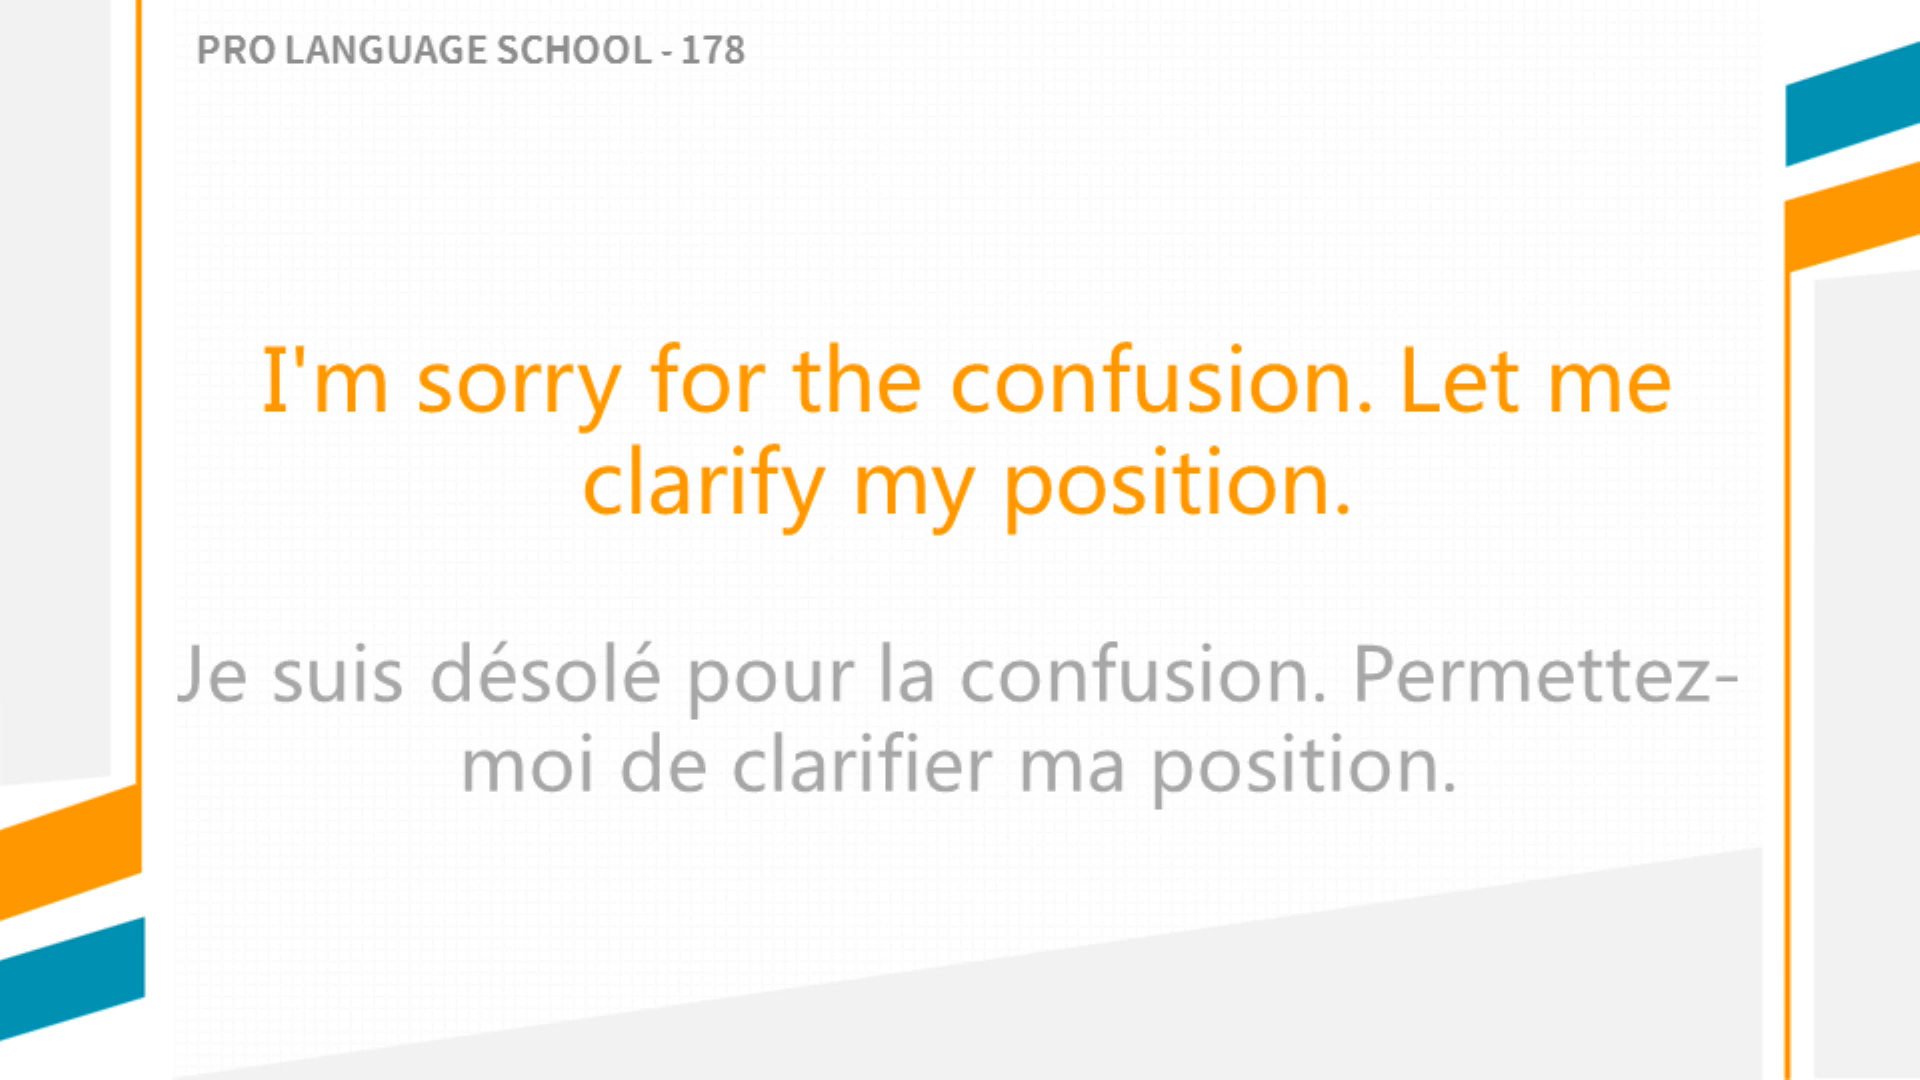 PRO LANGUAGE SCHOOL - 178
I'm sorry for the confusion. Let me
clarify my position.
Je suis désolé pour la confusion. Permettez-
moi de clarifier ma position.